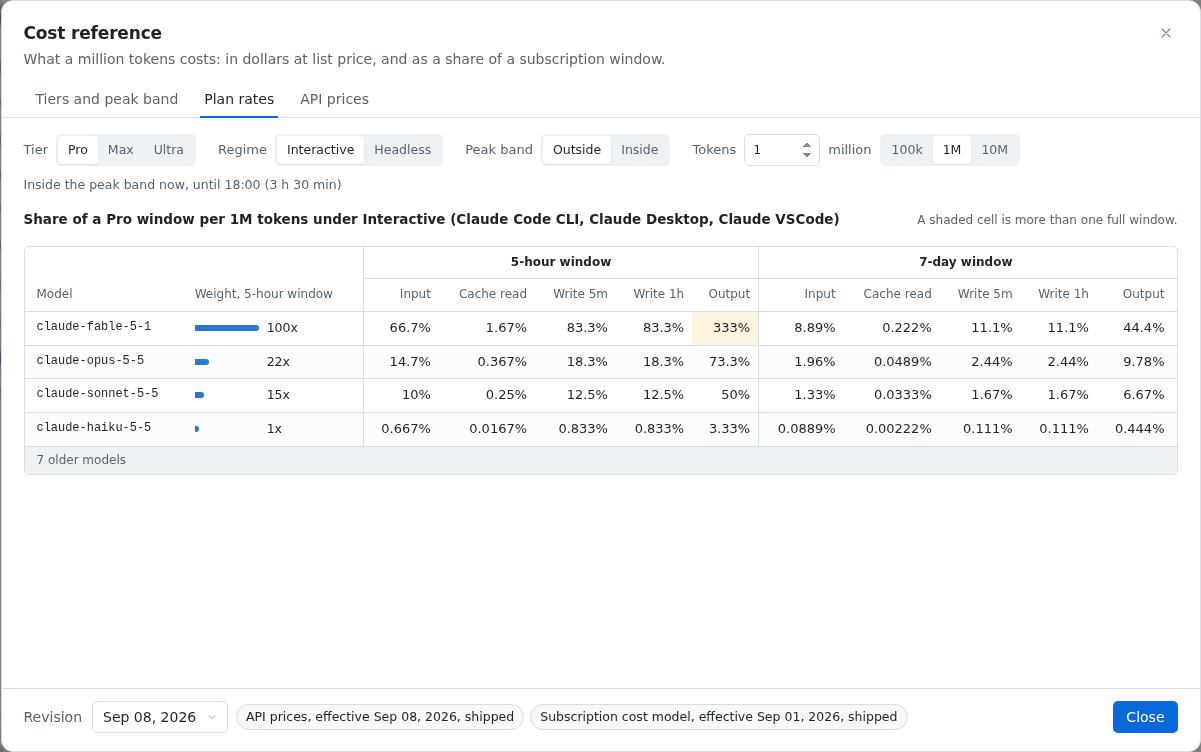 Cost reference
What a million tokens costs: in dollars at list price, and as a share of a subscription window.
Tiers and peak band Plan rates API prices
Tier Pro Max Ultra Regime Interactive Headless Peak band Outside Inside Tokens 1 million 100k 1M 10M
Inside the peak band now, until 18:00 (3 h 30 min)
Share of a Pro window per 1M tokens under Interactive (Claude Code CLI, Claude Desktop, Claude VSCode) A shaded cell is more than one full window.
5-hour window 7-day window
Model Weight, 5-hour window Input Cache read Write 5m Write 1h Output Input Cache read Write 5m Write 1h Output
claude-fable-5-1 100x 66.7% 1.67% 83.3% 83.3% 333% 8.89% 0.222% 11.1% 11.1% 44.4%
claude-opus-5-5 22x 14.7% 0.367% 18.3% 18.3% 73.3% 1.96% 0.0489% 2.44% 2.44% 9.78%
claude-sonnet-5-5 15x 10% 0.25% 12.5% 12.5% 50% 1.33% 0.0333% 1.67% 1.67% 6.67%
claude-haiku-5-5 1x 0.667% 0.0167% 0.833% 0.833% 3.33% 0.0889% 0.00222% 0.111% 0.111% 0.444%
7 older models
Revision Sep 08, 2026 API prices, effective Sep 08, 2026, shipped Subscription cost model, effective Sep 01, 2026, shipped Close